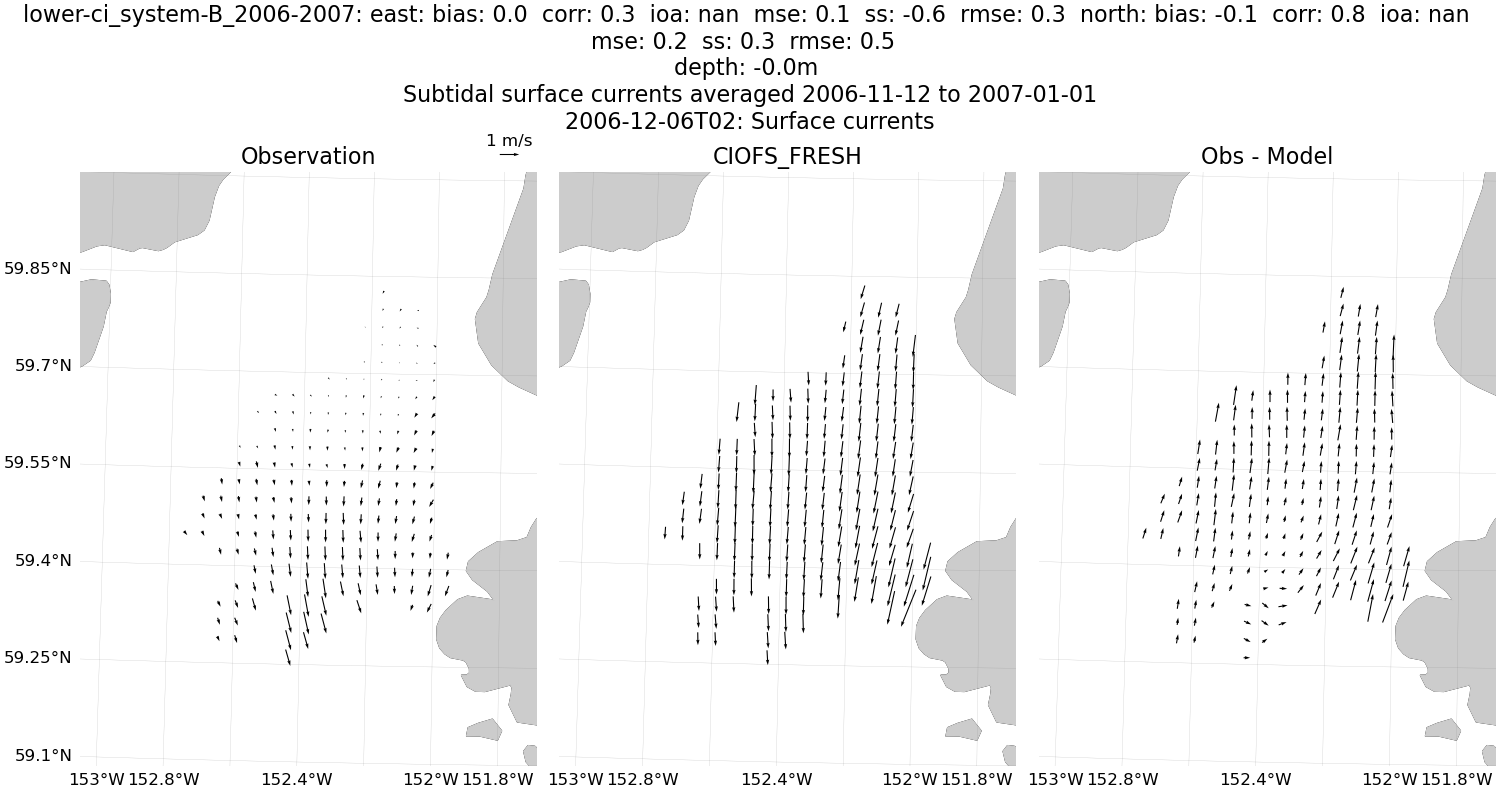 lower-ci_system-B_2006-2007: east: bias: 0.0  corr: 0.3  ioa: nan  mse: 0.1  ss: -0.6  rmse: 0.3  north: bias: -0.1  corr: 0.8  ioa: nan
mse: 0.2  ss: 0.3  rmse: 0.5
depth: -0.0m
Subtidal surface currents averaged 2006-11-12 to 2007-01-01
2006-12-06T02: Surface currents
1 m/s
Observation
CIOFS_FRESH
Obs - Model
59.85°N
59.7°N
59.55°N
59.4°N
59.25°N
59.1°N
153°W 152.8°W 152.4°W 152°W 151.8°W
153°W 152.8°W 152.4°W 152°W 151.8°W
153°W 152.8°W 152.4°W 152°W 151.8°W